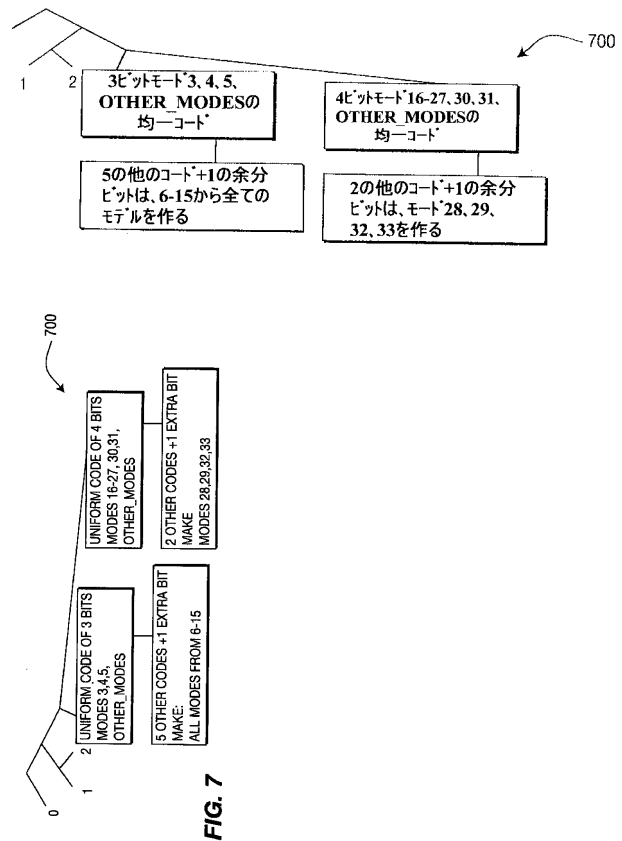 700
1
2
3ビットモード3, 4, 5、
OTHER_MODESの
均一コード
4ビットモード16-27, 30, 31、
OTHER_MODESの
均一コード
5の他のコード+1の余分
ビットは、6-15から全ての
モデルを作る
2の他のコード+1の余分
ビットは、モード28, 29、
32、33を作る
700
UNIFORM CODE OF 4 BITS
MODES 16-27, 30,31,
OTHER_MODES
2 OTHER CODES +1 EXTRA BIT
MAKE
MODES 28,29,32,33
UNIFORM CODE OF 3 BITS
MODES 3,4,5,
OTHER_MODES
5 OTHER CODES +1 EXTRA BIT
MAKE:
ALL MODES FROM 6-15
0
1
2
FIG. 7